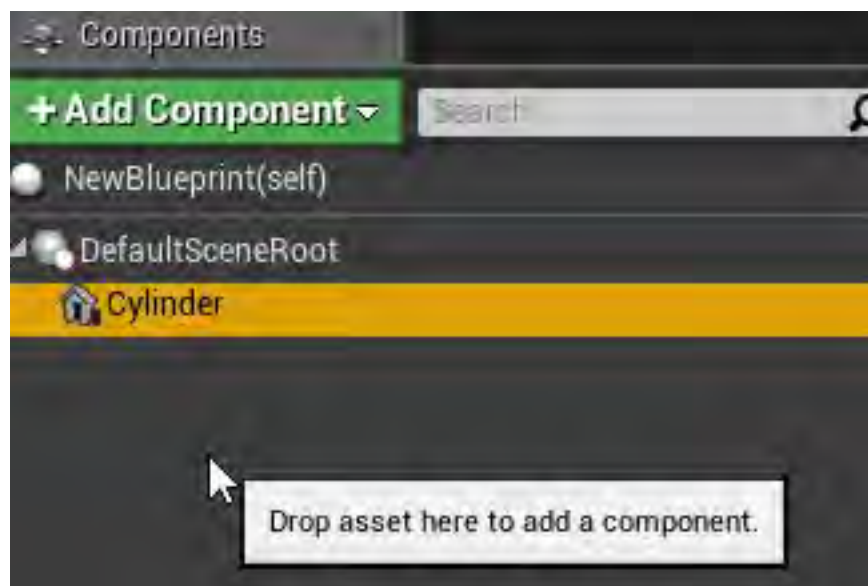 Components
+ Add Component
Search
NewBlueprint(self)
DefaultSceneRoot
Cylinder
Drop asset here to add a component.